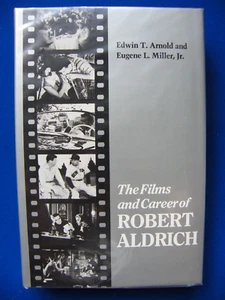 Edwin T. Arnold and
Eugene L. Miller, Jr.
The Films
and Career of
ROBERT
ALDRICH